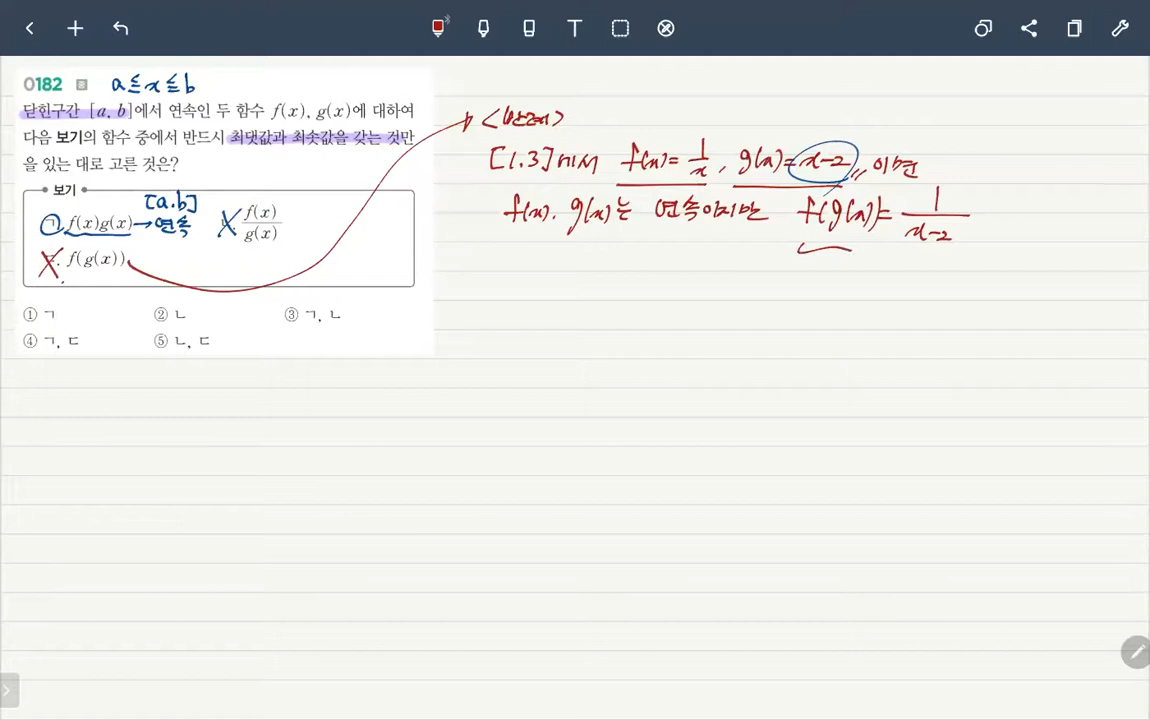 0182 중 a≦x≦b
닫힌구간 [a, b]에서 연속인 두 함수 f(x), g(x)에 대하여
다음 보기의 함수 중에서 반드시 최댓값과 최솟값을 갖는 것만
을 있는 대로 고른 것은?
보기
[a.b]
ㄱ. f(x)g(x) → 연속
ㄴ. f(x)/g(x)
ㄷ. f(g(x))
① ㄱ ② ㄴ ③ ㄱ, ㄴ
④ ㄱ, ㄷ ⑤ ㄴ, ㄷ
<반례>
[1.3]에서 f(x)=1/x, g(x)=x-2 이면
f(x). g(x)는 연속이지만 f(g(x))=1/(x-2)